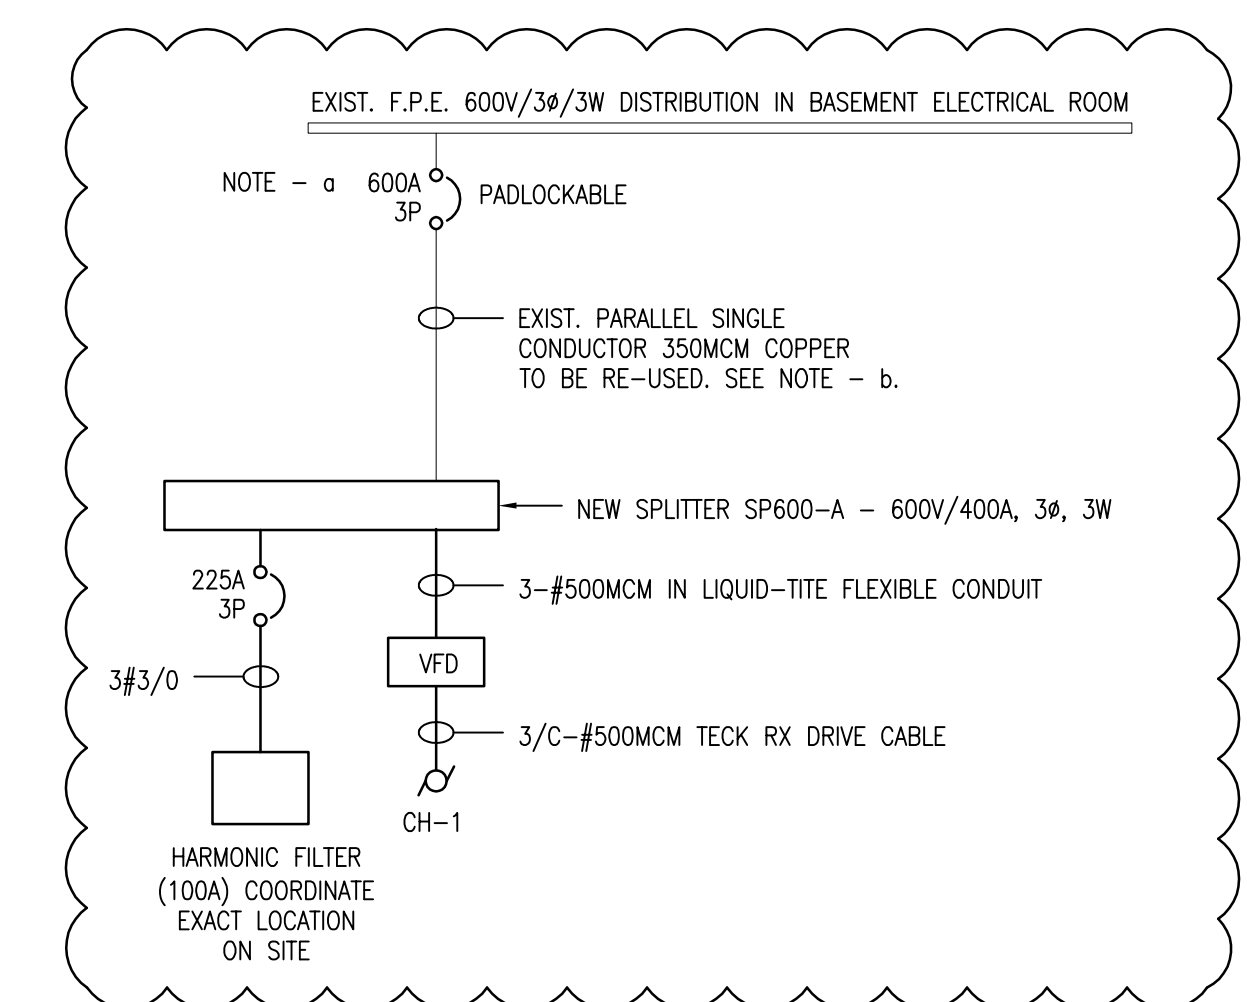 EXIST. F.P.E. 600V/3ø/3W DISTRIBUTION IN BASEMENT ELECTRICAL ROOM
NOTE - a 600A
3P
PADLOCKABLE
EXIST. PARALLEL SINGLE
CONDUCTOR 350MCM COPPER
TO BE RE-USED. SEE NOTE - b.
NEW SPLITTER SP600-A - 600V/400A, 3ø, 3W
225A
3P
3-#500MCM IN LIQUID-TITE FLEXIBLE CONDUIT
VFD
3#3/0
3/C-#500MCM TECK RX DRIVE CABLE
CH-1
HARMONIC FILTER
(100A) COORDINATE
EXACT LOCATION
ON SITE